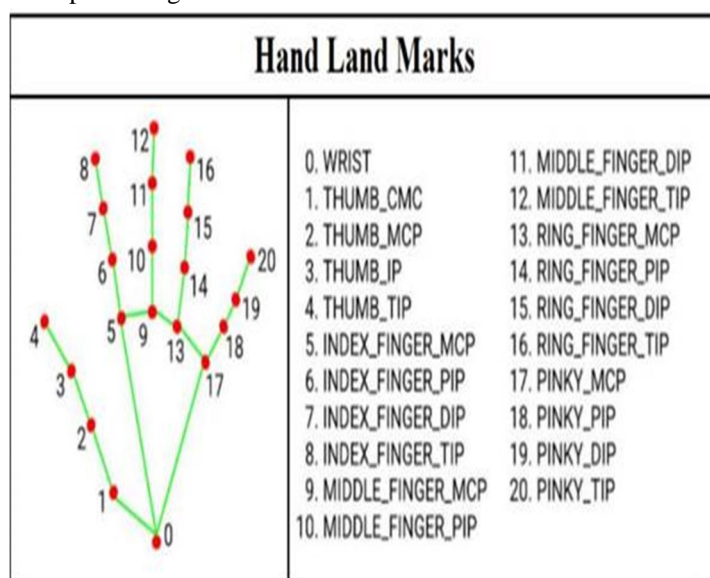 Hand Land Marks
12
8
16
11
7
15
6
10
20
14
19
4
5
9
13
18
3
17
2
1
0
0. WRIST
1. THUMB_CMC
2. THUMB_MCP
3. THUMB_IP
4. THUMB_TIP
5. INDEX_FINGER_MCP
6. INDEX_FINGER_PIP
7. INDEX_FINGER_DIP
8. INDEX_FINGER_TIP
9. MIDDLE_FINGER_MCP
10. MIDDLE_FINGER_PIP
11. MIDDLE_FINGER_DIP
12. MIDDLE_FINGER_TIP
13. RING_FINGER_MCP
14. RING_FINGER_PIP
15. RING_FINGER_DIP
16. RING_FINGER_TIP
17. PINKY_MCP
18. PINKY_PIP
19. PINKY_DIP
20. PINKY_TIP